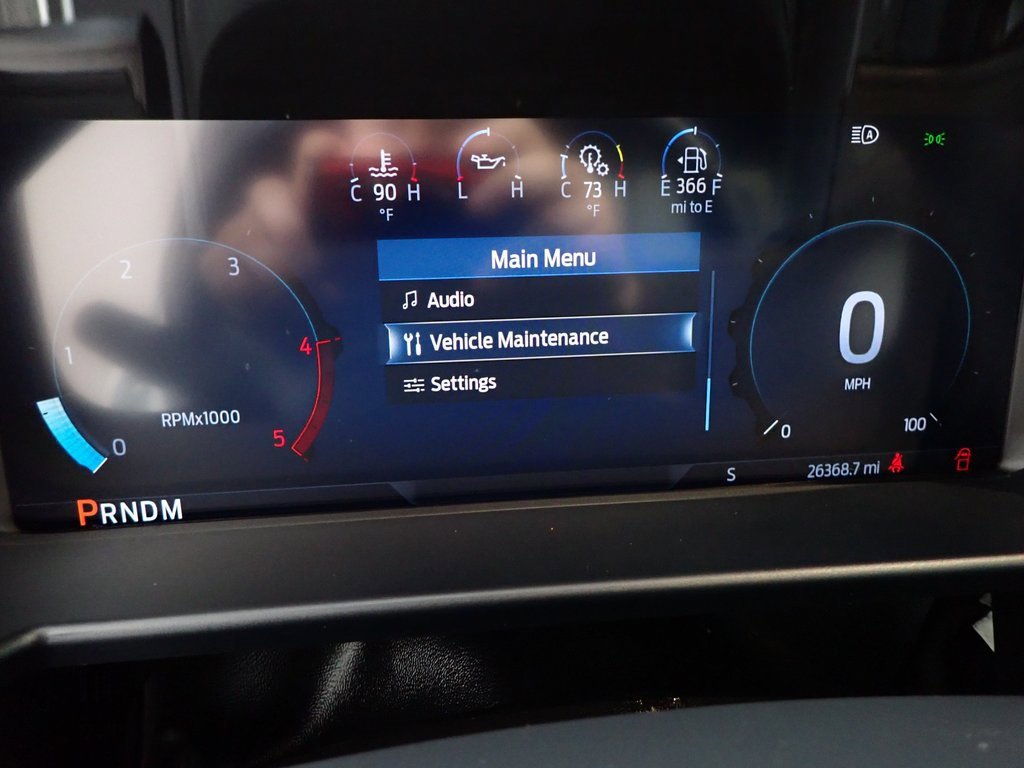 C 90 H
°F
L H
C 73 H
°F
E 366 F
mi to E
A
Main Menu
Audio
Vehicle Maintenance
Settings
0
1
2
3
4
5
RPMx1000
0
MPH
0
100
S
26368.7 mi
PRNDM